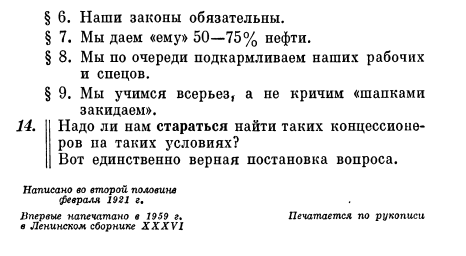 § 6. Наши законы обязательны.
§ 7. Мы даем «ему» 50—75% нефти.
§ 8. Мы по очереди подкармливаем наших рабочих
и спецов.
§ 9. Мы учимся всерьез, а не кричим «шапками
закидаем».
14. Надо ли нам стараться найти таких концессионе-
ров на таких условиях?
Вот единственно верная постановка вопроса.
Написано во второй половине
февраля 1921 г.
Впервые напечатано в 1959 г.
в Ленинском сборнике XXXVI
Печатается по рукописи